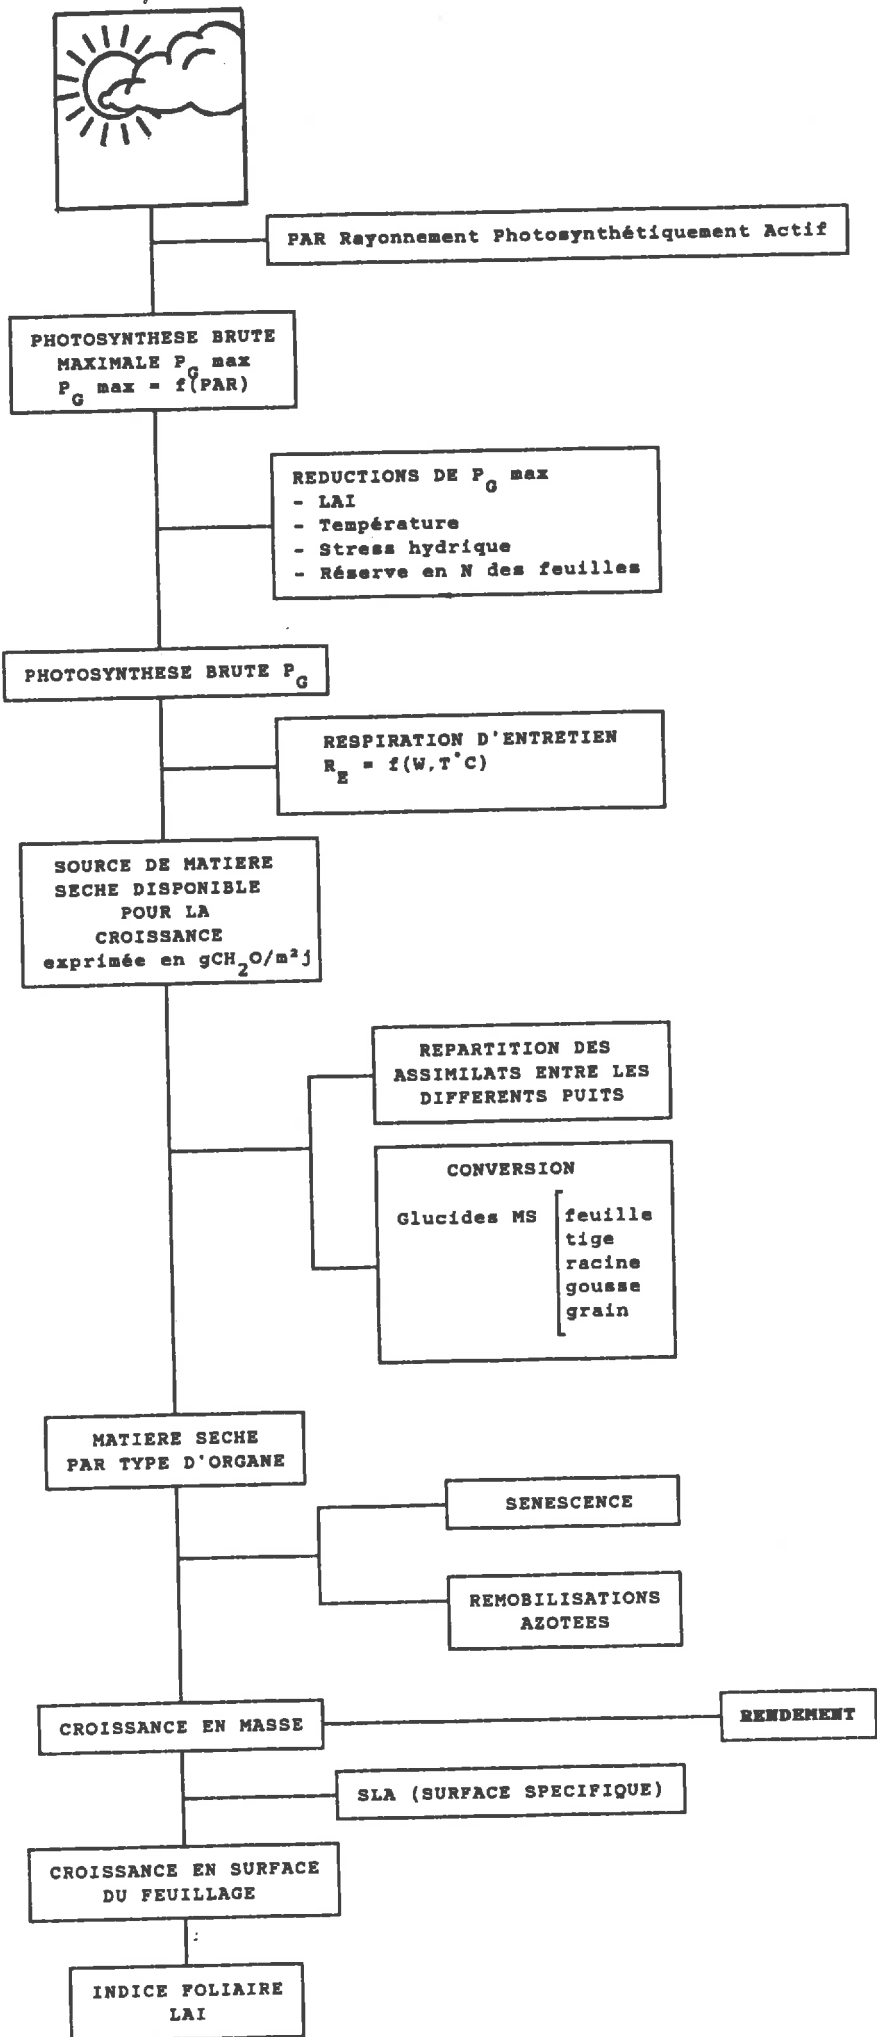 PAR Rayonnement Photosynthétiquement Actif
PHOTOSYNTHESE BRUTE
MAXIMALE P_G max
P_G max = f(PAR)
REDUCTIONS DE P_G max
- LAI
- Température
- Stress hydrique
- Réserve en N des feuilles
PHOTOSYNTHESE BRUTE P_G
RESPIRATION D'ENTRETIEN
R_E = f(W,T°C)
SOURCE DE MATIERE
SECHE DISPONIBLE
POUR LA
CROISSANCE
exprimée en gCH₂O/m²j
REPARTITION DES
ASSIMILATS ENTRE LES
DIFFERENTS PUITS
CONVERSION
Glucides MS
feuille
tige
racine
gousse
grain
MATIERE SECHE
PAR TYPE D'ORGANE
SENESCENCE
REMOBILISATIONS
AZOTEES
CROISSANCE EN MASSE
RENDEMENT
SLA (SURFACE SPECIFIQUE)
CROISSANCE EN SURFACE
DU FEUILLAGE
INDICE FOLIAIRE
LAI